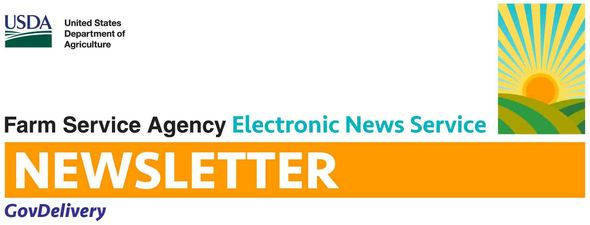 USDA
United States
Department of
Agriculture
Farm Service Agency Electronic News Service
NEWSLETTER
GovDelivery